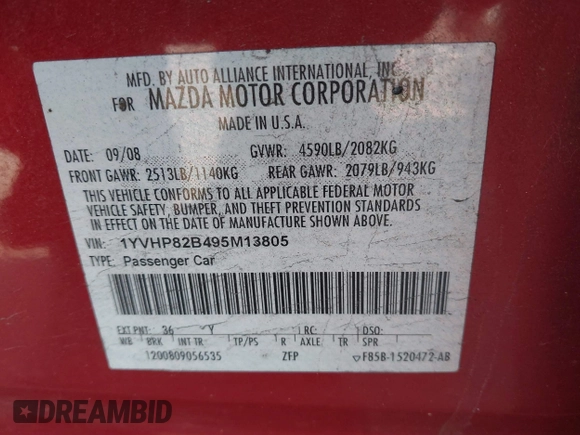 MFD. BY AUTO ALLIANCE INTERNATIONAL, INC.
FOR MAZDA MOTOR CORPORATION
MADE IN U.S.A.
DATE: 09/08 GVWR: 4590LB/2082KG
FRONT GAWR: 2513LB/1140KG REAR GAWR: 2079LB/943KG
THIS VEHICLE CONFORMS TO ALL APPLICABLE FEDERAL MOTOR
VEHICLE SAFETY, BUMPER, AND THEFT PREVENTION STANDARDS
IN EFFECT ON THE DATE OF MANUFACTURE SHOWN ABOVE.
VIN: 1YVHP82B495M13805
TYPE: Passenger Car
EXT PNT: 36 RC: DSO:
WB BRK INT TR TP/PS R AXLE TR SPR
1200809056535 ZFP F85B-1520472-AB
DREAMBID